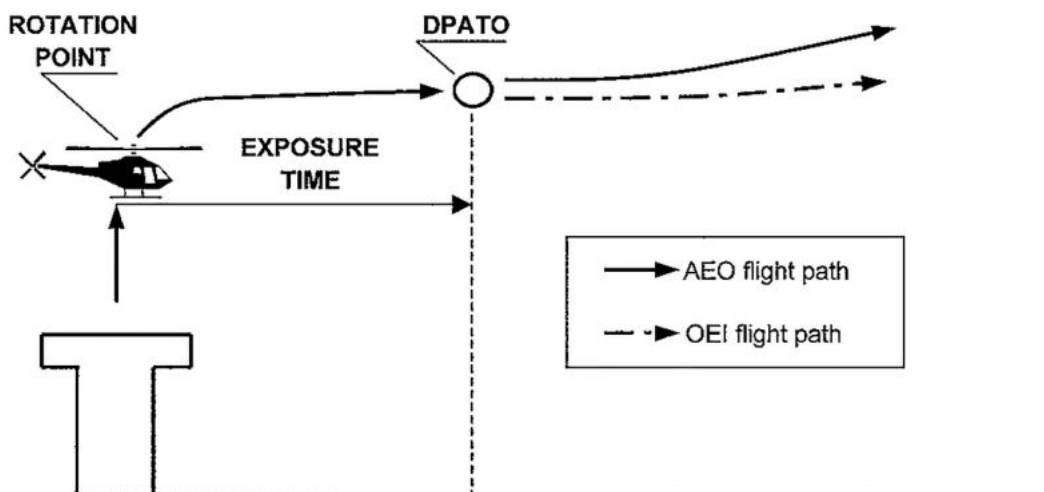 ROTATION
POINT
DPATO
EXPOSURE
TIME
AEO flight path
OEI flight path